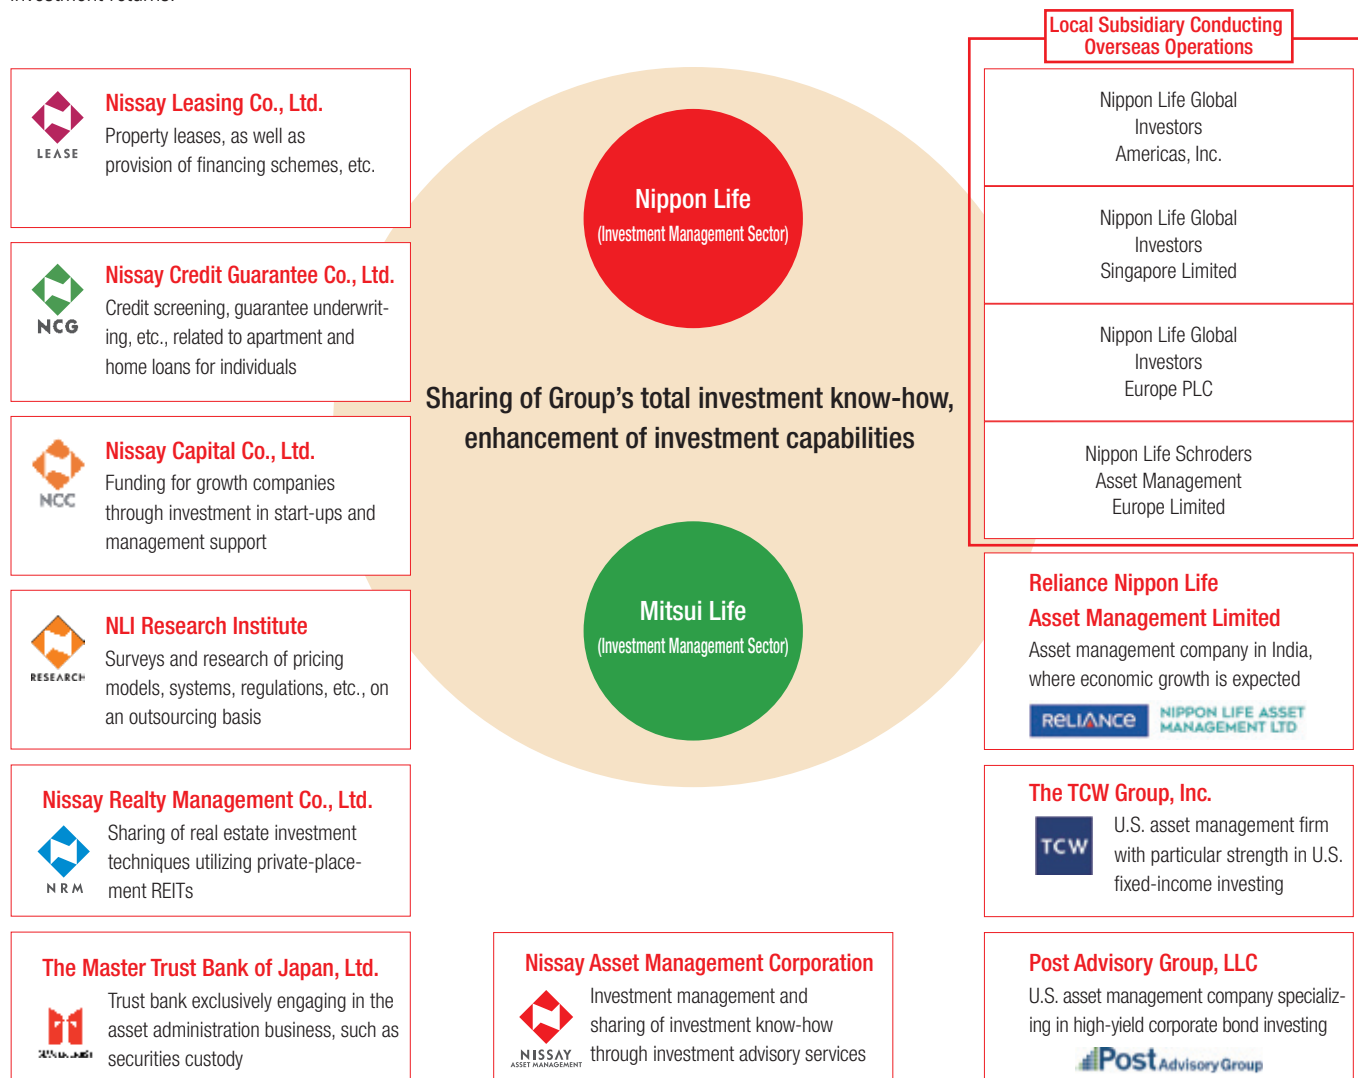 Local Subsidiary Conducting
Overseas Operations
Nissay Leasing Co., Ltd.
Property leases, as well as
provision of financing schemes, etc.
LEASE
Nissay Credit Guarantee Co., Ltd.
Credit screening, guarantee underwrit-
ing, etc., related to apartment and
home loans for individuals
NCG
Nissay Capital Co., Ltd.
Funding for growth companies
through investment in start-ups and
management support
NCC
NLI Research Institute
Surveys and research of pricing
models, systems, regulations, etc., on
an outsourcing basis
RESEARCH
Nissay Realty Management Co., Ltd.
Sharing of real estate investment
techniques utilizing private-place-
ment REITs
NRM
The Master Trust Bank of Japan, Ltd.
Trust bank exclusively engaging in the
asset administration business, such as
securities custody
Nippon Life
(Investment Management Sector)
Sharing of Group's total investment know-how,
enhancement of investment capabilities
Mitsui Life
(Investment Management Sector)
Nissay Asset Management Corporation
Investment management and
sharing of investment know-how
through investment advisory services
NISSAY
ASSET MANAGEMENT
Nippon Life Global
Investors
Americas, Inc.
Nippon Life Global
Investors
Singapore Limited
Nippon Life Global
Investors
Europe PLC
Nippon Life Schroders
Asset Management
Europe Limited
Reliance Nippon Life
Asset Management Limited
Asset management company in India,
where economic growth is expected
RELIANCE
NIPPON LIFE ASSET
MANAGEMENT LTD
The TCW Group, Inc.
U.S. asset management firm
with particular strength in U.S.
fixed-income investing
TCW
Post Advisory Group, LLC
U.S. asset management company specializ-
ing in high-yield corporate bond investing
Post Advisory Group